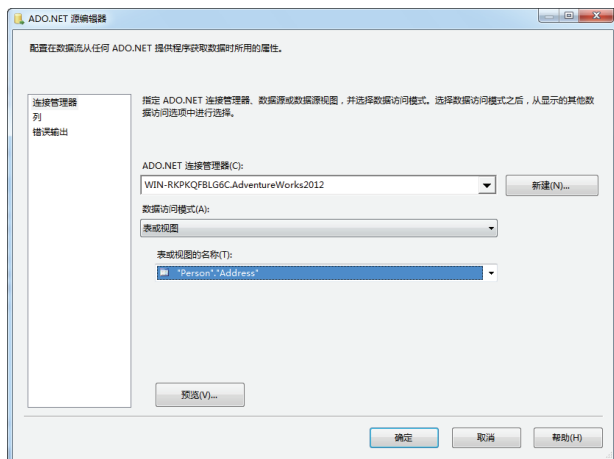 ADO.NET 源编辑器
配置在数据流从任何 ADO.NET 提供程序获取数据时所用的属性。
连接管理器
列
错误输出
指定 ADO.NET 连接管理器、数据源或数据源视图，并选择数据访问模式。选择数据访问模式之后，从显示的其他数
据访问选项中进行选择。
ADO.NET 连接管理器(C):
WIN-RKPKQFBLG6C.AdventureWorks2012
新建(N)...
数据访问模式(A):
表或视图
表或视图的名称(T):
"Person"."Address"
预览(V)...
确定
取消
帮助(H)